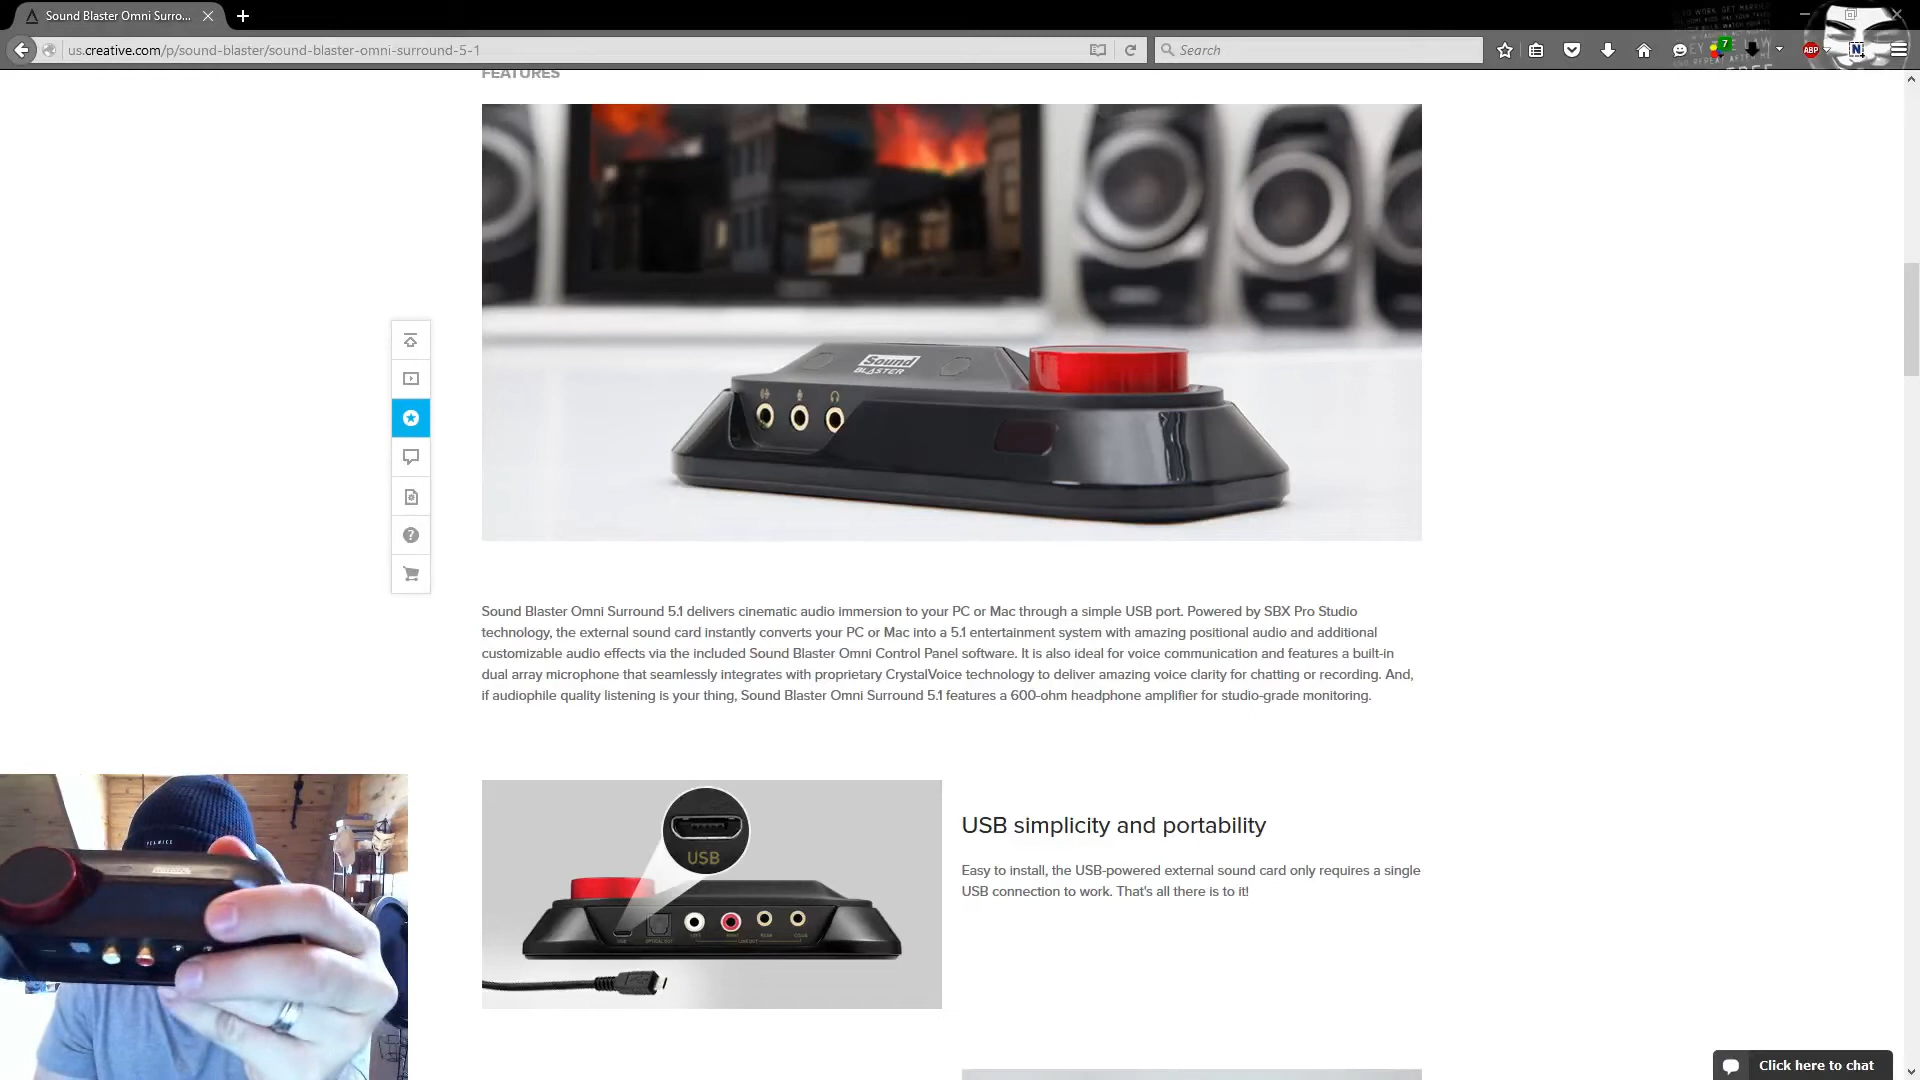 Sound Blaster Omni Surro...
us.creative.com/p/sound-blaster/sound-blaster-omni-surround-5-1
Search
7
ABP
N
FEATURES
Sound
BLASTER
Sound Blaster Omni Surround 5.1 delivers cinematic audio immersion to your PC or Mac through a simple USB port. Powered by SBX Pro Studio
technology, the external sound card instantly converts your PC or Mac into a 5.1 entertainment system with amazing positional audio and additional
customizable audio effects via the included Sound Blaster Omni Control Panel software. It is also ideal for voice communication and features a built-in
dual array microphone that seamlessly integrates with proprietary CrystalVoice technology to deliver amazing voice clarity for chatting or recording. And,
if audiophile quality listening is your thing, Sound Blaster Omni Surround 5.1 features a 600-ohm headphone amplifier for studio-grade monitoring.
USB
USB simplicity and portability
Easy to install, the USB-powered external sound card only requires a single
USB connection to work. That's all there is to it!
Click here to chat